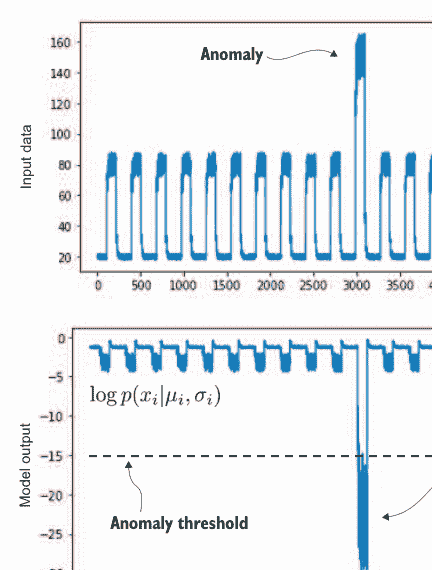 160
Anomaly
140
120
100
80
60
40
20
Input data
0 500 1000 1500 2000 2500 3000 3500
0
−5
log p(x_i|μ_i, σ_i)
−10
−15
−20
Anomaly threshold
−25
Model output